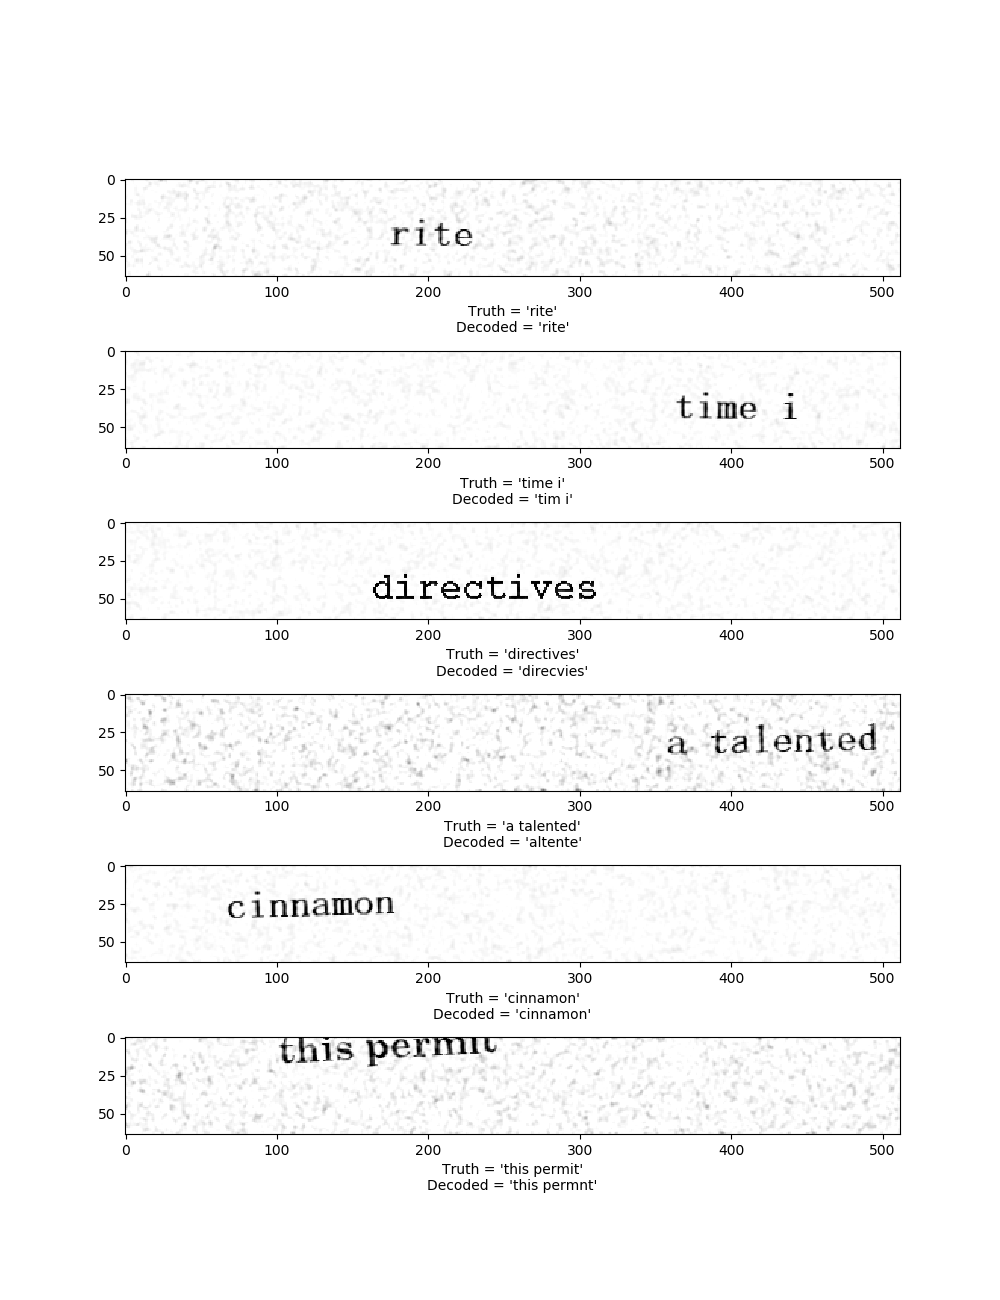 0
25
50
rite
0 100 200 300 400 500
Truth = 'rite'
Decoded = 'rite'
0
25
50
time i
0 100 200 300 400 500
Truth = 'time i'
Decoded = 'tim i'
0
25
50
directives
0 100 200 300 400 500
Truth = 'directives'
Decoded = 'direcvies'
0
25
50
a talented
0 100 200 300 400 500
Truth = 'a talented'
Decoded = 'altente'
0
25
50
cinnamon
0 100 200 300 400 500
Truth = 'cinnamon'
Decoded = 'cinnamon'
0
25
50
this permit
0 100 200 300 400 500
Truth = 'this permit'
Decoded = 'this permnt'